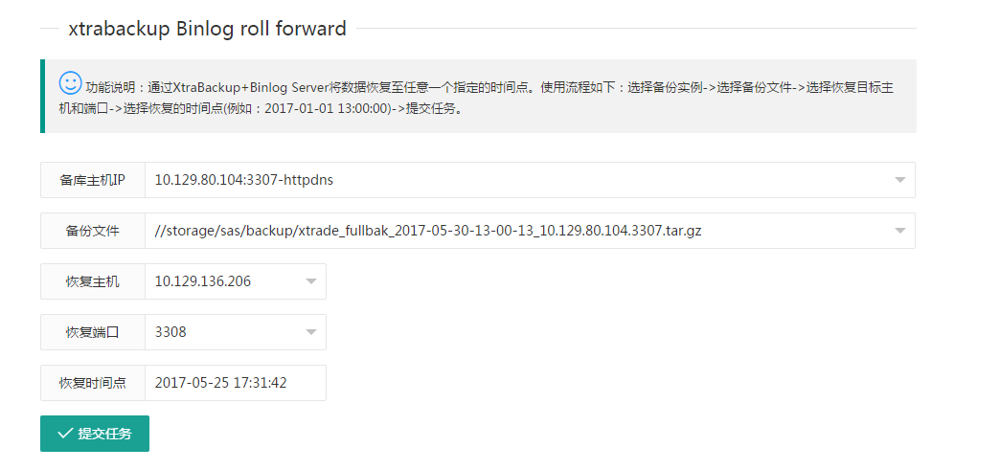 xtrabackup Binlog roll forward
功能说明：通过XtraBackup+Binlog Server将数据恢复至任意一个指定的时间点。使用流程如下：选择备份实例->选择备份文件->选择恢复目标主
机和端口->选择恢复的时间点(例如：2017-01-01 13:00:00)->提交任务。
备库主机IP 10.129.80.104:3307-httpdns
备份文件 //storage/sas/backup/xtrade_fullbak_2017-05-30-13-00-13_10.129.80.104.3307.tar.gz
恢复主机 10.129.136.206
恢复端口 3308
恢复时间点 2017-05-25 17:31:42
提交任务